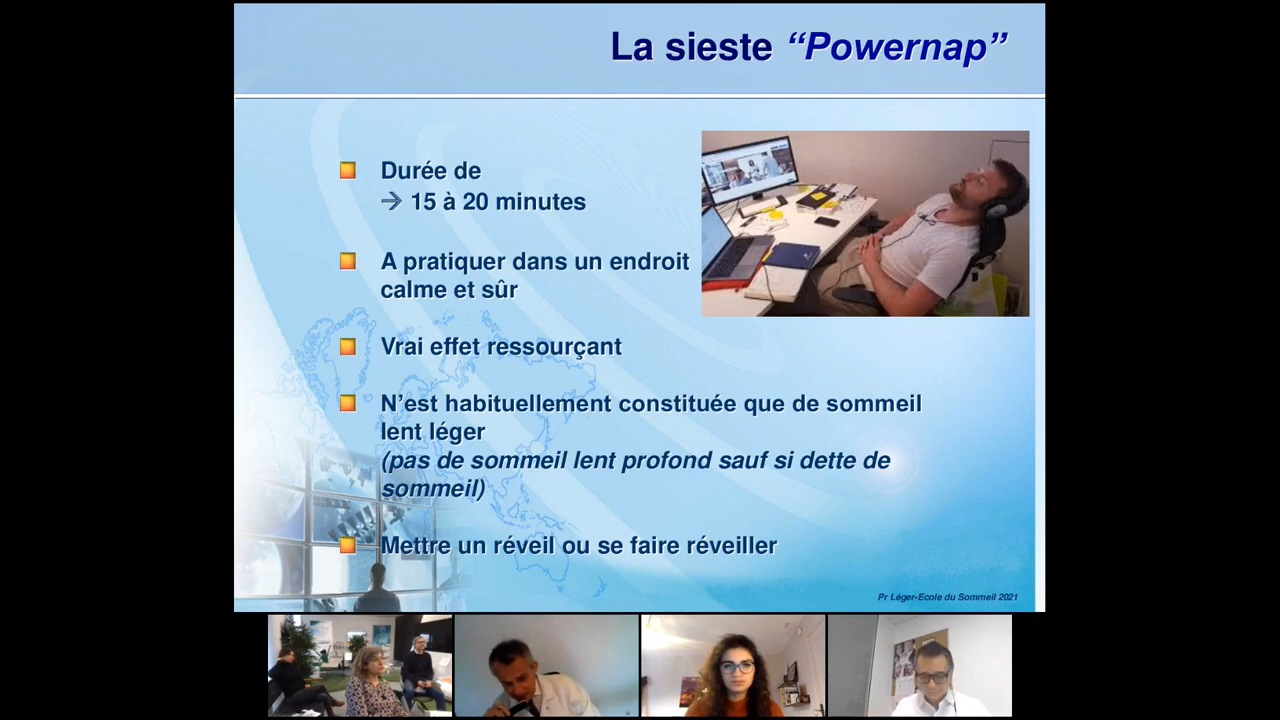 La sieste “Powernap”
Durée de
→ 15 à 20 minutes
A pratiquer dans un endroit
calme et sûr
Vrai effet ressourçant
N’est habituellement constituée que de sommeil
lent léger
(pas de sommeil lent profond sauf si dette de
sommeil)
Mettre un réveil ou se faire réveiller
Pr Léger-Ecole du Sommeil 2021